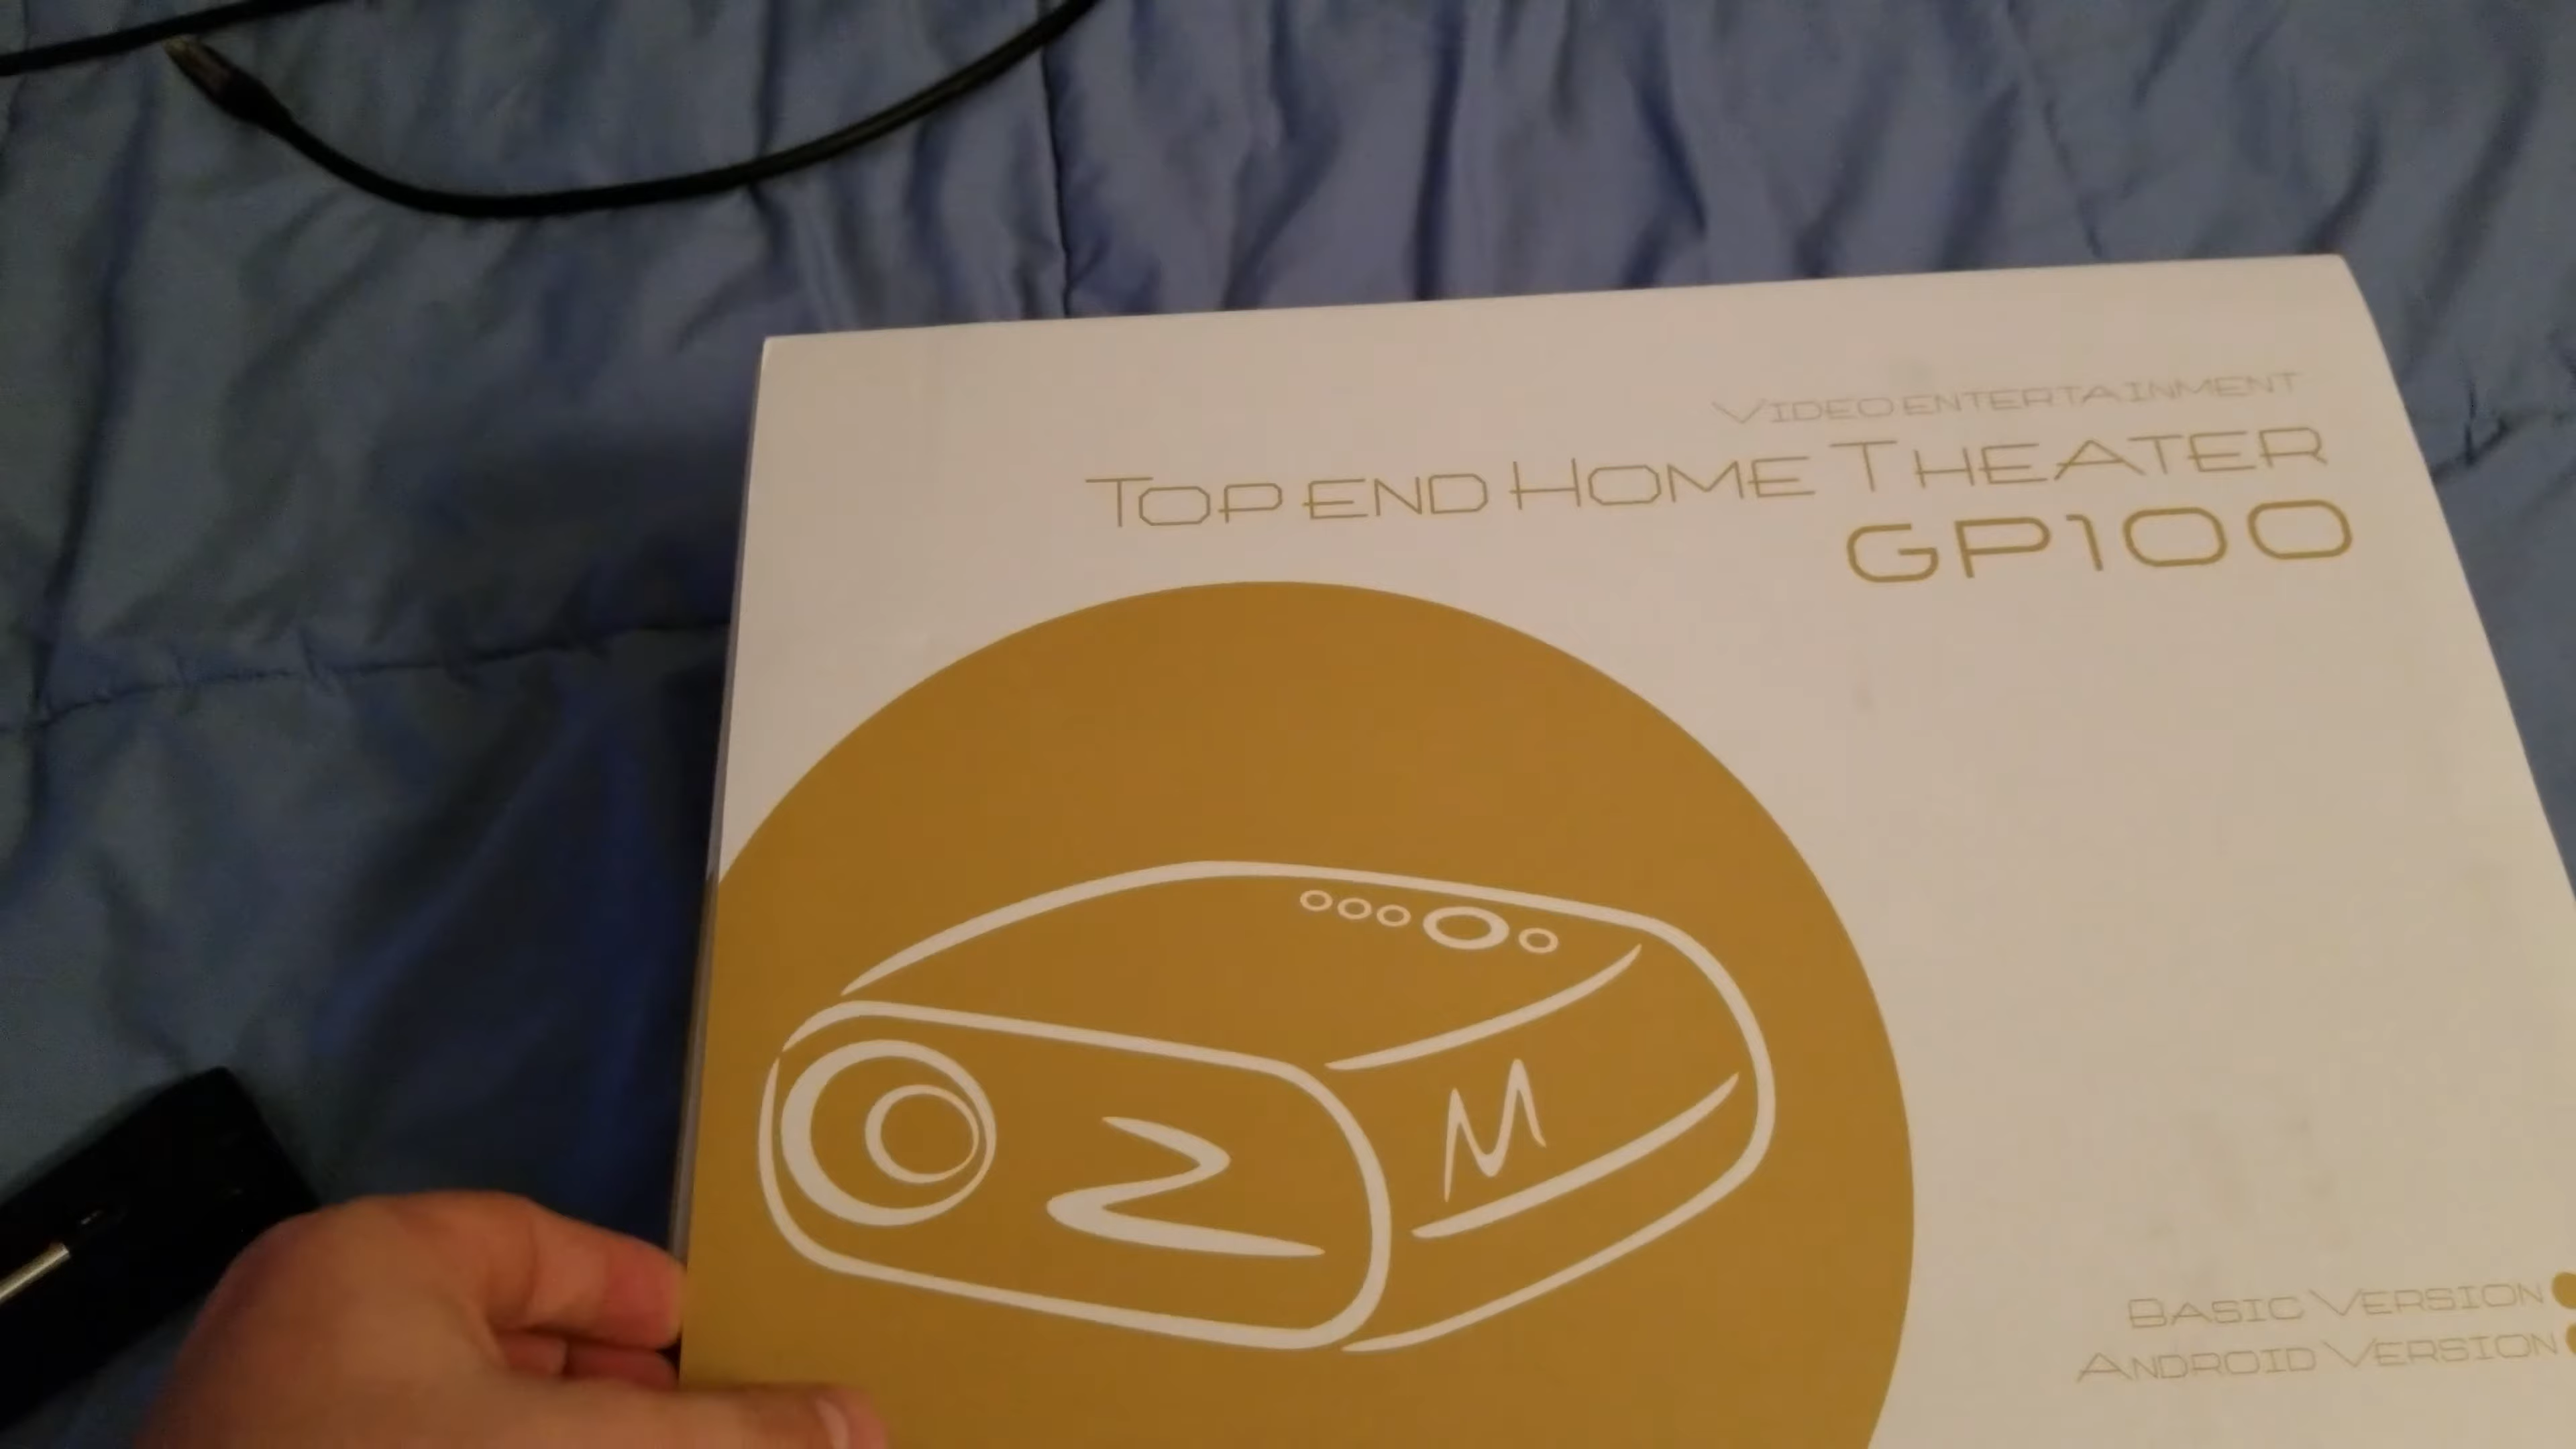 VIDEO ENTERTAINMENT
TOP END HOME THEATER
GP100
M
BASIC VERSION
ANDROID VERSION